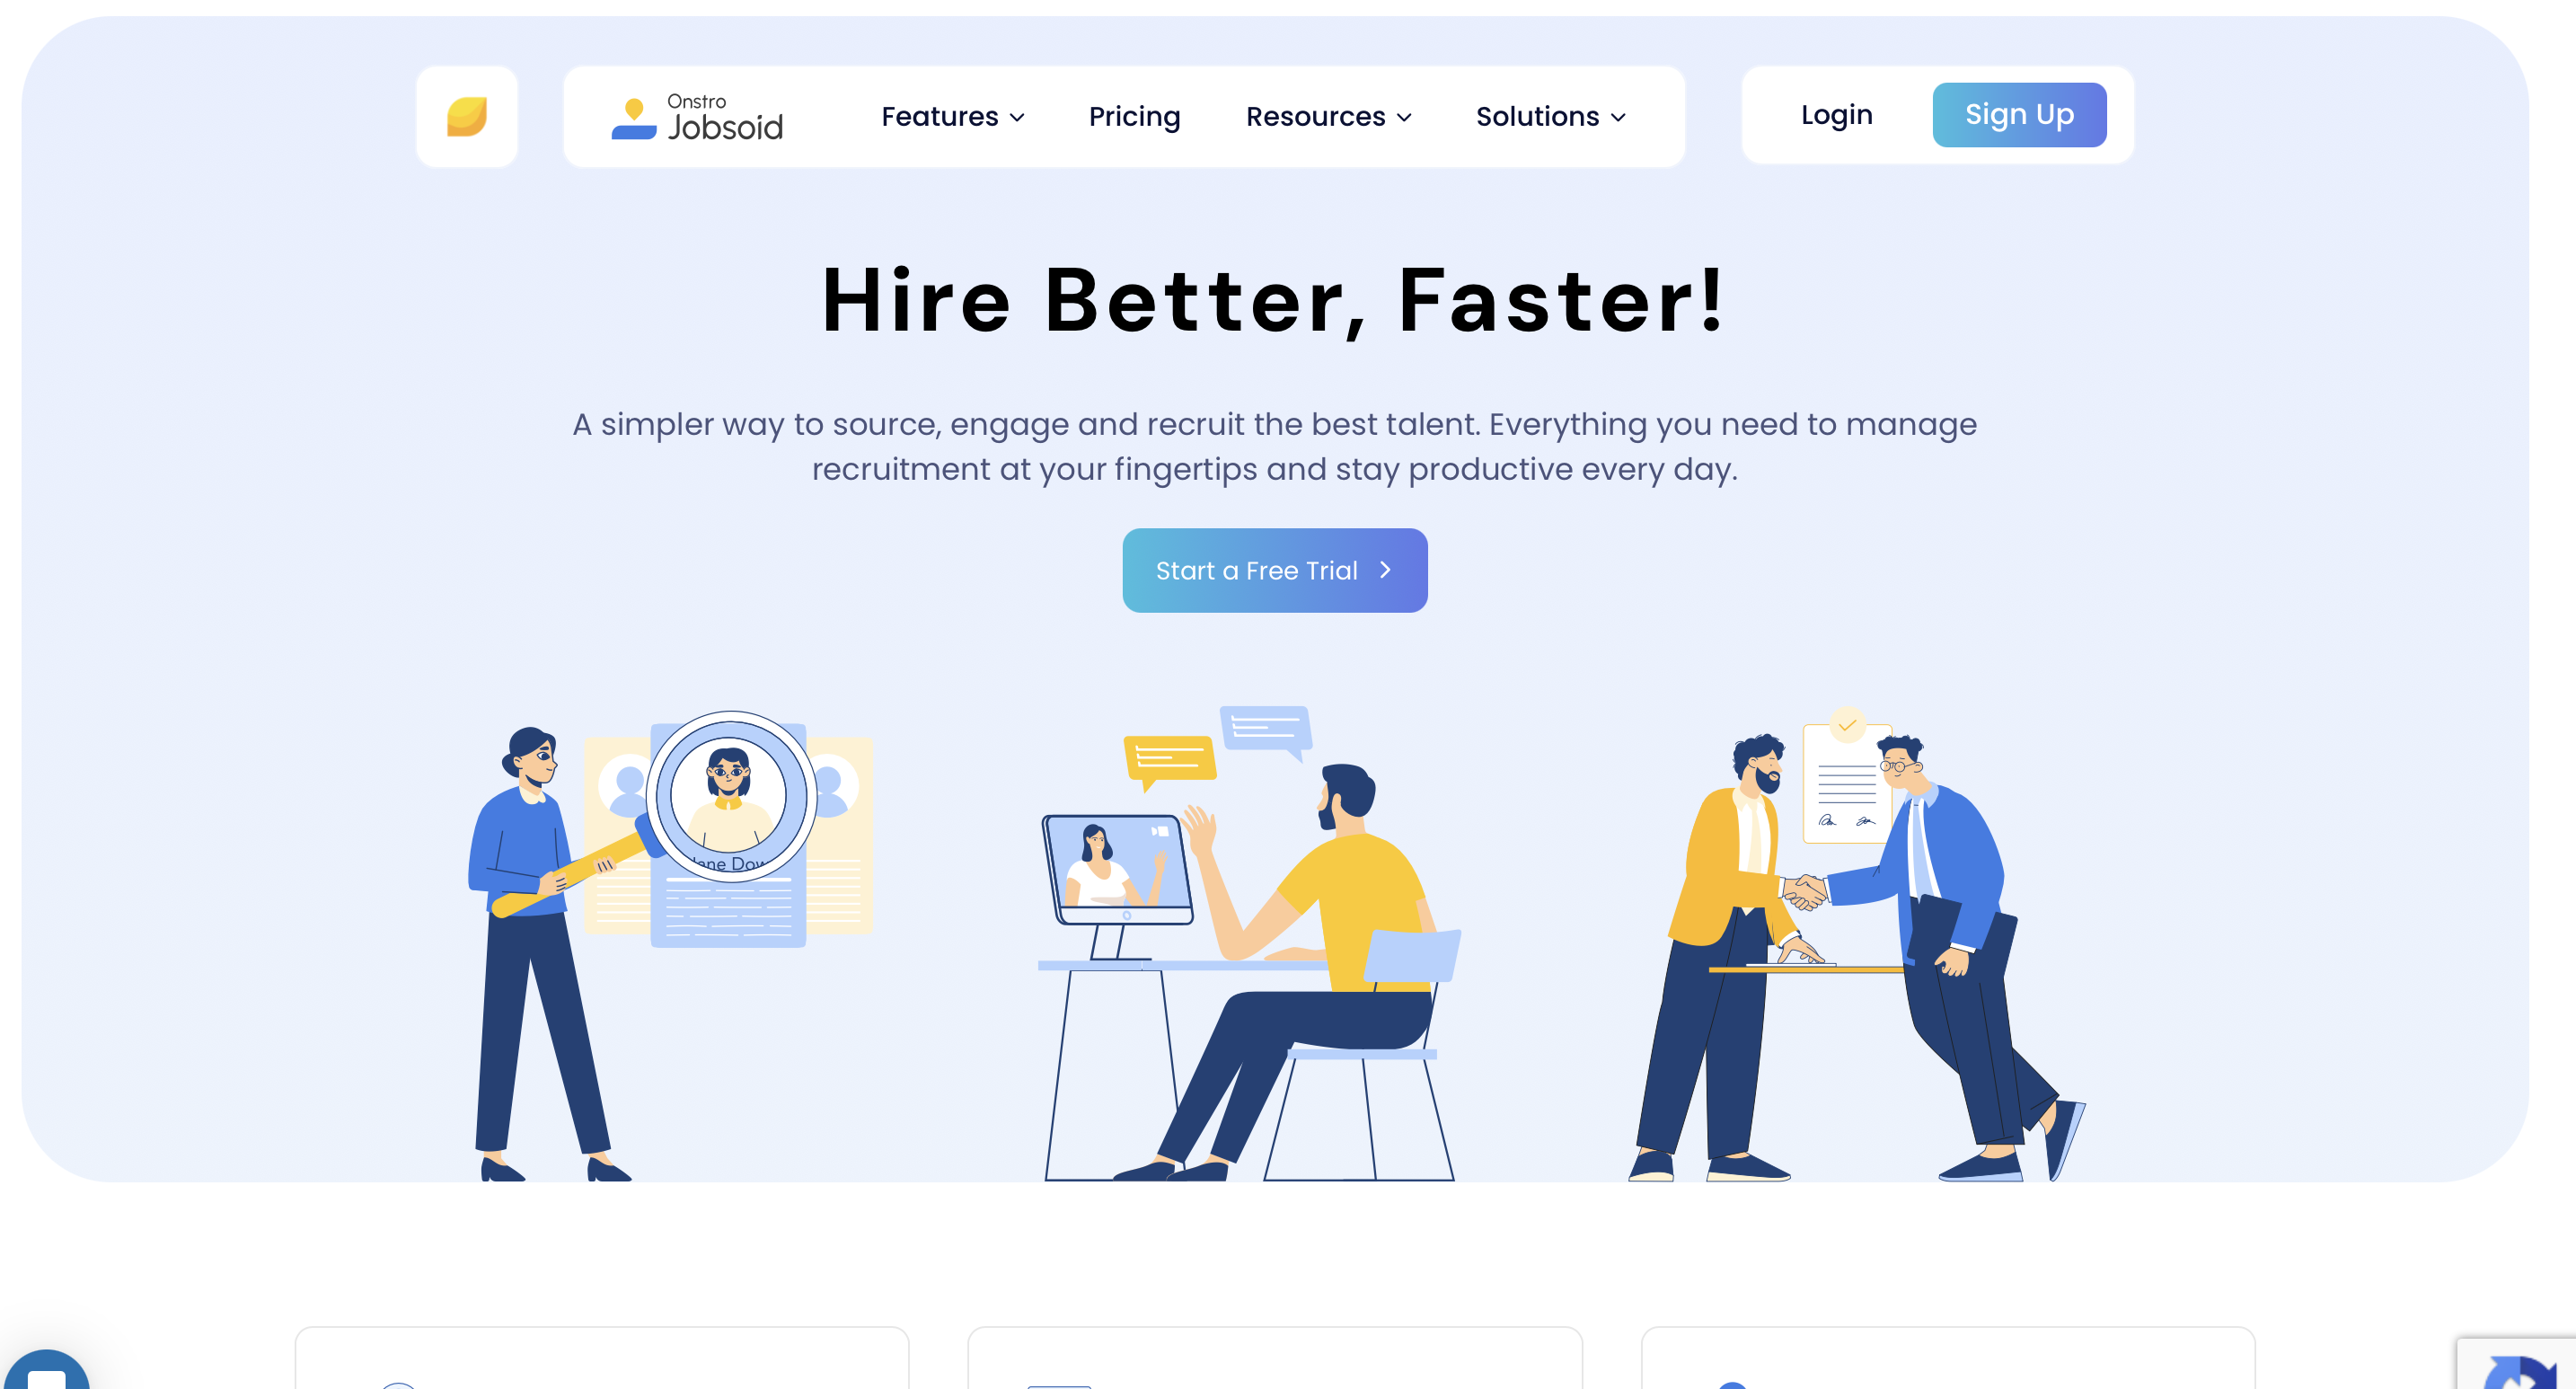 Onstro
Jobsoid
Features
Pricing
Resources
Solutions
Login
Sign Up
Hire Better, Faster!
A simpler way to source, engage and recruit the best talent. Everything you need to manage
recruitment at your fingertips and stay productive every day.
Start a Free Trial